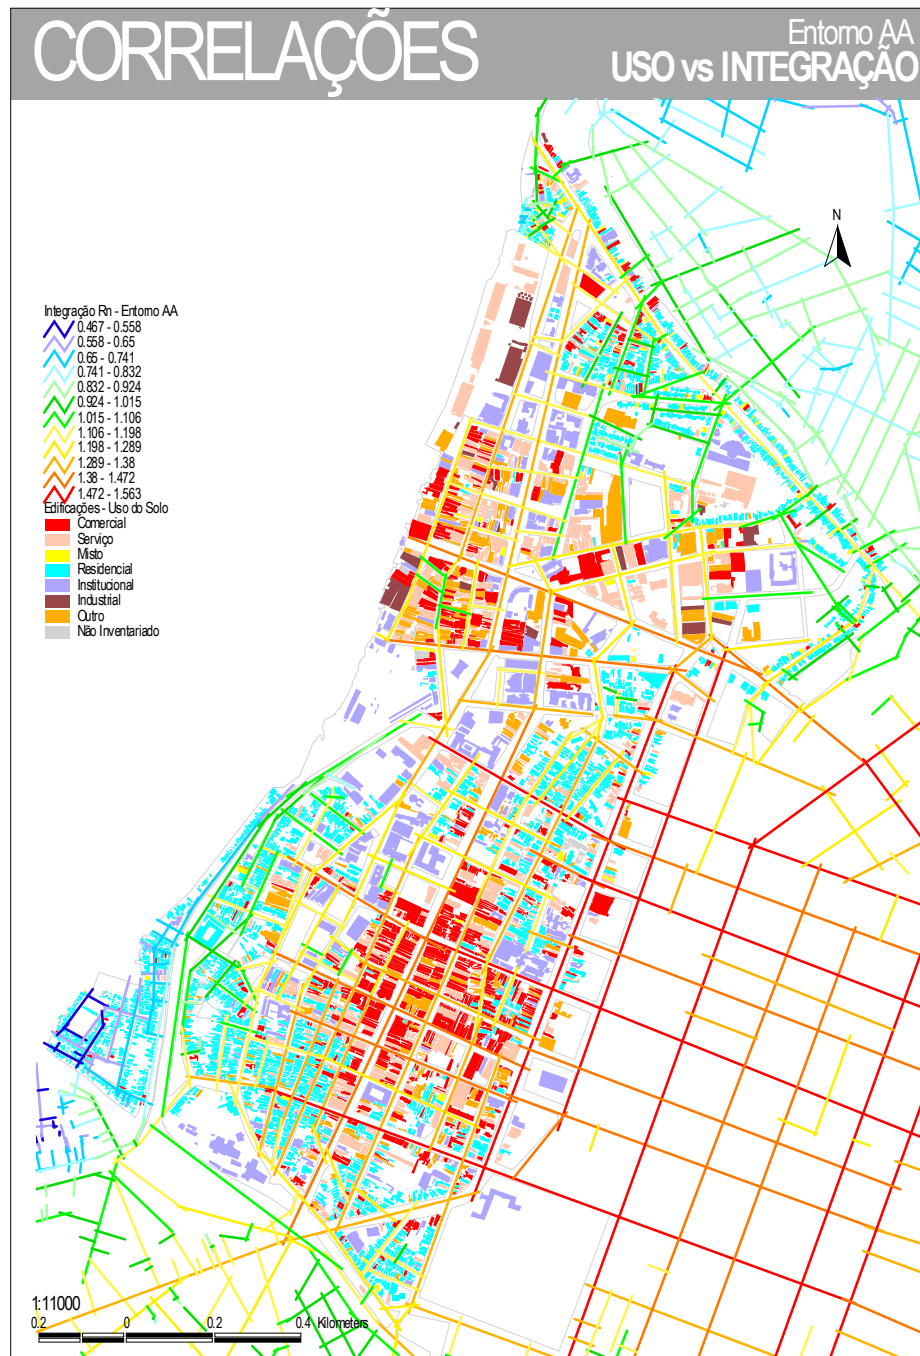 CORRELAÇÕES
Entorno AA
USO vs INTEGRAÇÃO
N
Integração Rn - Entorno AA
0.467 - 0.558
0.558 - 0.65
0.65 - 0.741
0.741 - 0.832
0.832 - 0.924
0.924 - 1.015
1.015 - 1.106
1.106 - 1.198
1.198 - 1.289
1.289 - 1.38
1.38 - 1.472
1.472 - 1.563
Edificações - Uso do Solo
Comercial
Serviço
Misto
Residencial
Institucional
Industrial
Outro
Não Inventariado
1:11000
0.2 0 0.2 0.4 Kilometers